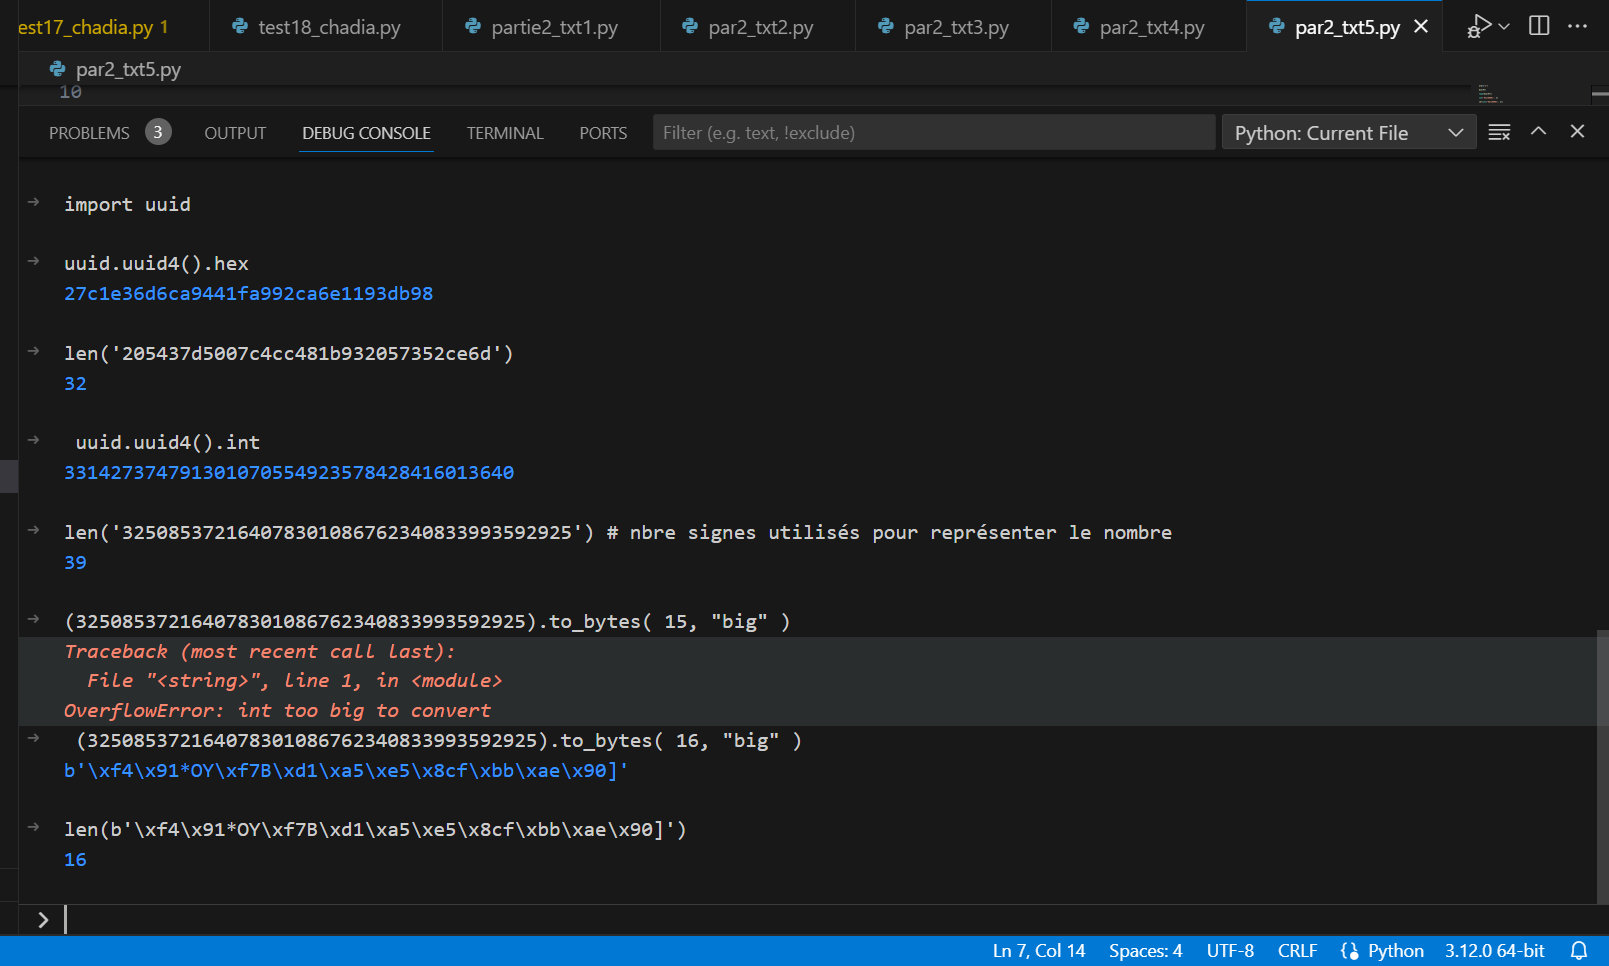 est17_chadia.py 1 test18_chadia.py partie2_txt1.py par2_txt2.py par2_txt3.py par2_txt4.py par2_txt5.py
par2_txt5.py
10
PROBLEMS 3 OUTPUT DEBUG CONSOLE TERMINAL PORTS Filter (e.g. text, !exclude) Python: Current File
import uuid
uuid.uuid4().hex
27c1e36d6ca9441fa992ca6e1193db98
len('205437d5007c4cc481b932057352ce6d')
32
uuid.uuid4().int
331427374791301070554923578428416013640
len('325085372164078301086762340833993592925') # nbre signes utilisés pour représenter le nombre
39
(325085372164078301086762340833993592925).to_bytes( 15, "big" )
Traceback (most recent call last):
File "<string>", line 1, in <module>
OverflowError: int too big to convert
(325085372164078301086762340833993592925).to_bytes( 16, "big" )
b'\xf4\x91*OY\xf7B\xd1\xa5\xe5\x8cf\xbb\xae\x90]'
len(b'\xf4\x91*OY\xf7B\xd1\xa5\xe5\x8cf\xbb\xae\x90]')
16
Ln 7, Col 14 Spaces: 4 UTF-8 CRLF Python 3.12.0 64-bit